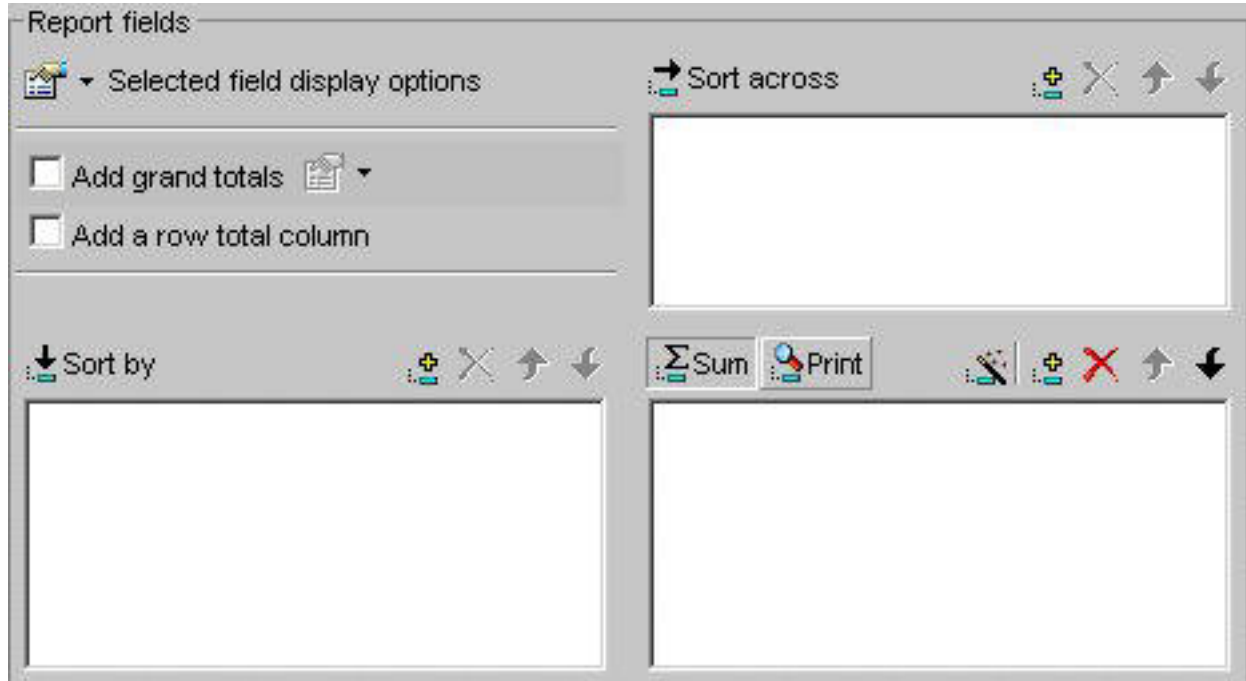 Report fields
Selected field display options
Sort across
Add grand totals
Add a row total column
Sort by
Sum Print